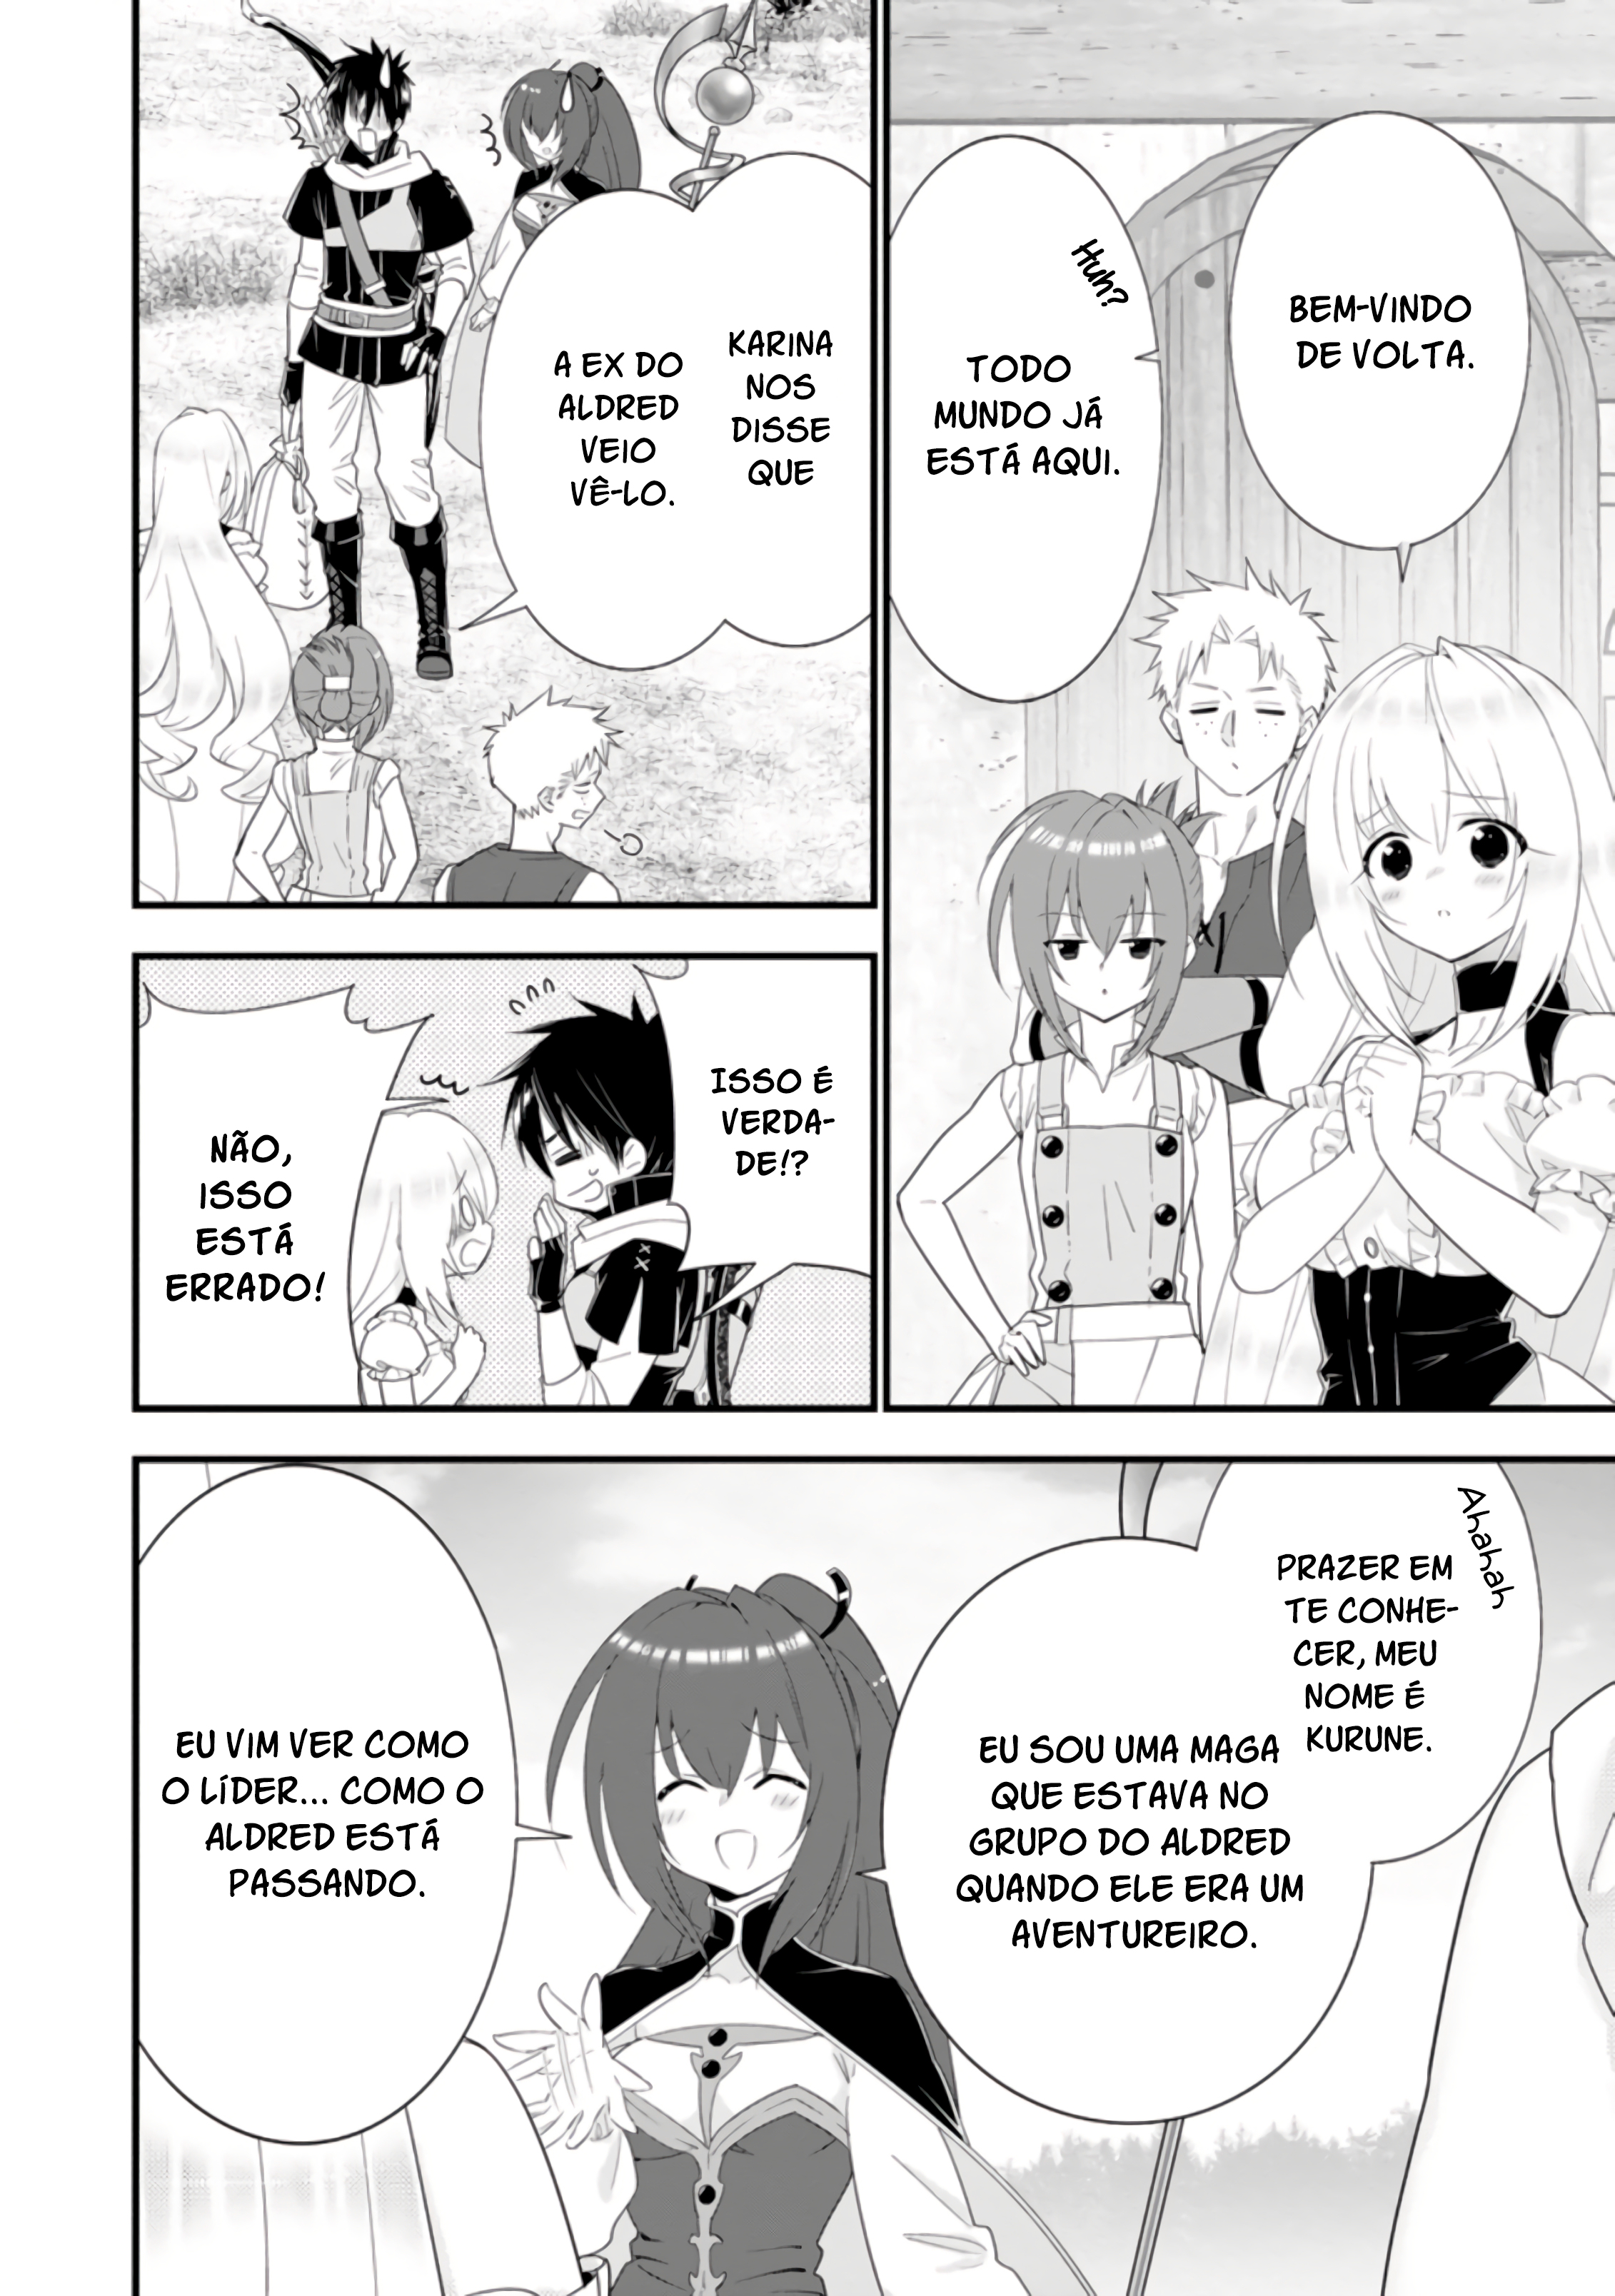 BEM-VINDO
DE VOLTA.
Huh?
TODO
MUNDO JÁ
ESTÁ AQUI.
KARINA
NOS
DISSE
QUE
A EX DO
ALDRED
VEIO
VÊ-LO.
ISSO É
VERDA-
DE!?
NÃO,
ISSO
ESTÁ
ERRADO!
Ahahah
PRAZER EM
TE CONHE-
CER, MEU
NOME É
KURUNE.
EU SOU UMA MAGA
QUE ESTAVA NO
GRUPO DO ALDRED
QUANDO ELE ERA UM
AVENTUREIRO.
EU VIM VER COMO
O LÍDER... COMO O
ALDRED ESTÁ
PASSANDO.